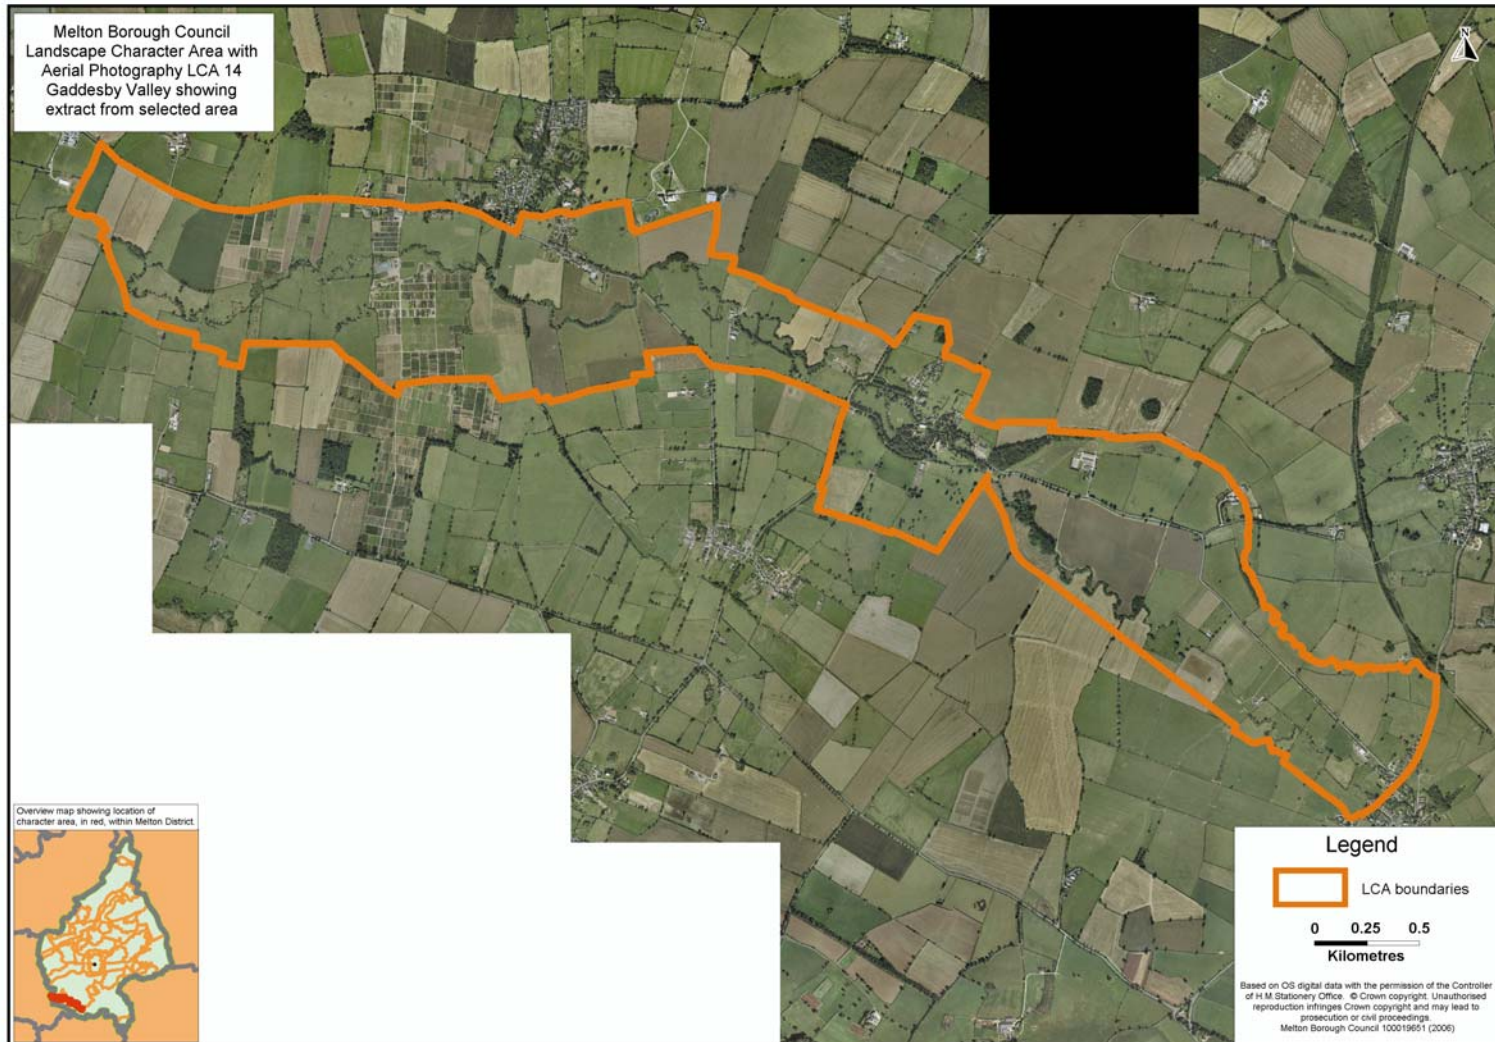 Melton Borough Council
Landscape Character Area with
Aerial Photography LCA 14
Gaddesby Valley showing
extract from selected area
N
Overview map showing location of
character area, in red, within Melton District.
Legend
LCA boundaries
0 0.25 0.5
Kilometres
Based on OS digital data with the permission of the Controller
of H.M.Stationery Office. © Crown copyright. Unauthorised
reproduction infringes Crown copyright and may lead to
prosecution or civil proceedings.
Melton Borough Council 100019651 (2006)